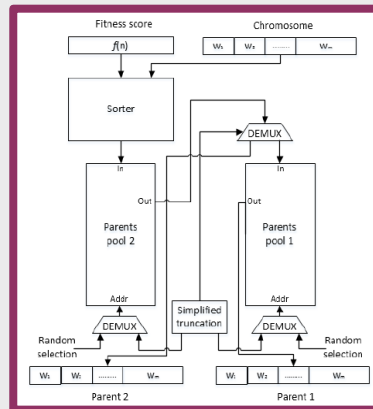 Fitness score
Chromosome
f(n)
W₁ W₂ ........ Wₘ
Sorter
DEMUX
In
In
Out
Out
Parents pool 2
Parents pool 1
Simplified truncation
Addr
Addr
DEMUX
DEMUX
Random selection
Random selection
W₁ W₂ ......... Wₘ
W₁ W₂ ......... Wₘ
Parent 2
Parent 1